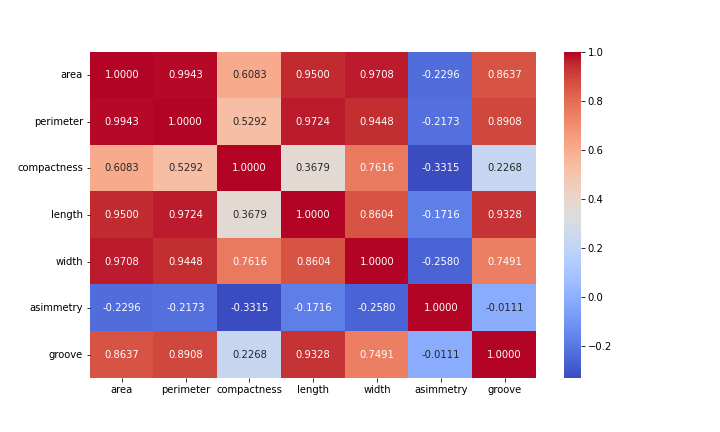 area 1.0000 0.9943 0.6083 0.9500 0.9708 -0.2296 0.8637
perimeter 0.9943 1.0000 0.5292 0.9724 0.9448 -0.2173 0.8908
compactness 0.6083 0.5292 1.0000 0.3679 0.7616 -0.3315 0.2268
length 0.9500 0.9724 0.3679 1.0000 0.8604 -0.1716 0.9328
width 0.9708 0.9448 0.7616 0.8604 1.0000 -0.2580 0.7491
asimmetry -0.2296 -0.2173 -0.3315 -0.1716 -0.2580 1.0000 -0.0111
groove 0.8637 0.8908 0.2268 0.9328 0.7491 -0.0111 1.0000
area perimeter compactness length width asimmetry groove
1.0
0.8
0.6
0.4
0.2
0.0
−0.2